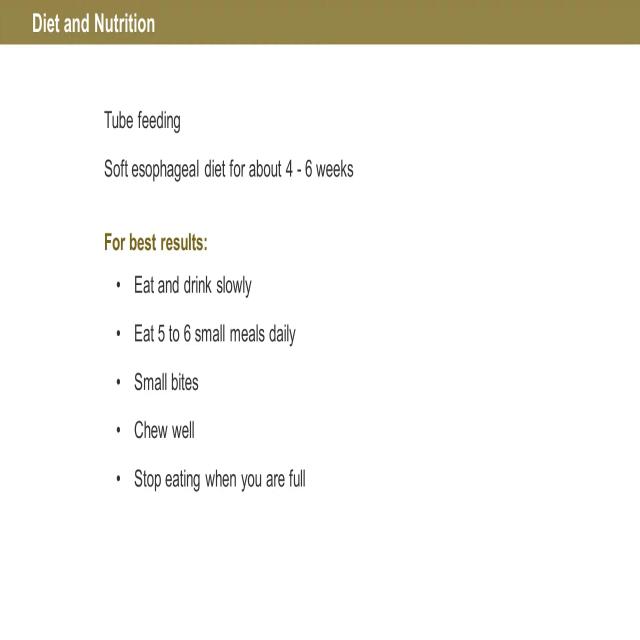 Diet and Nutrition
Tube feeding
Soft esophageal diet for about 4 - 6 weeks
For best results:
• Eat and drink slowly
• Eat 5 to 6 small meals daily
• Small bites
• Chew well
• Stop eating when you are full